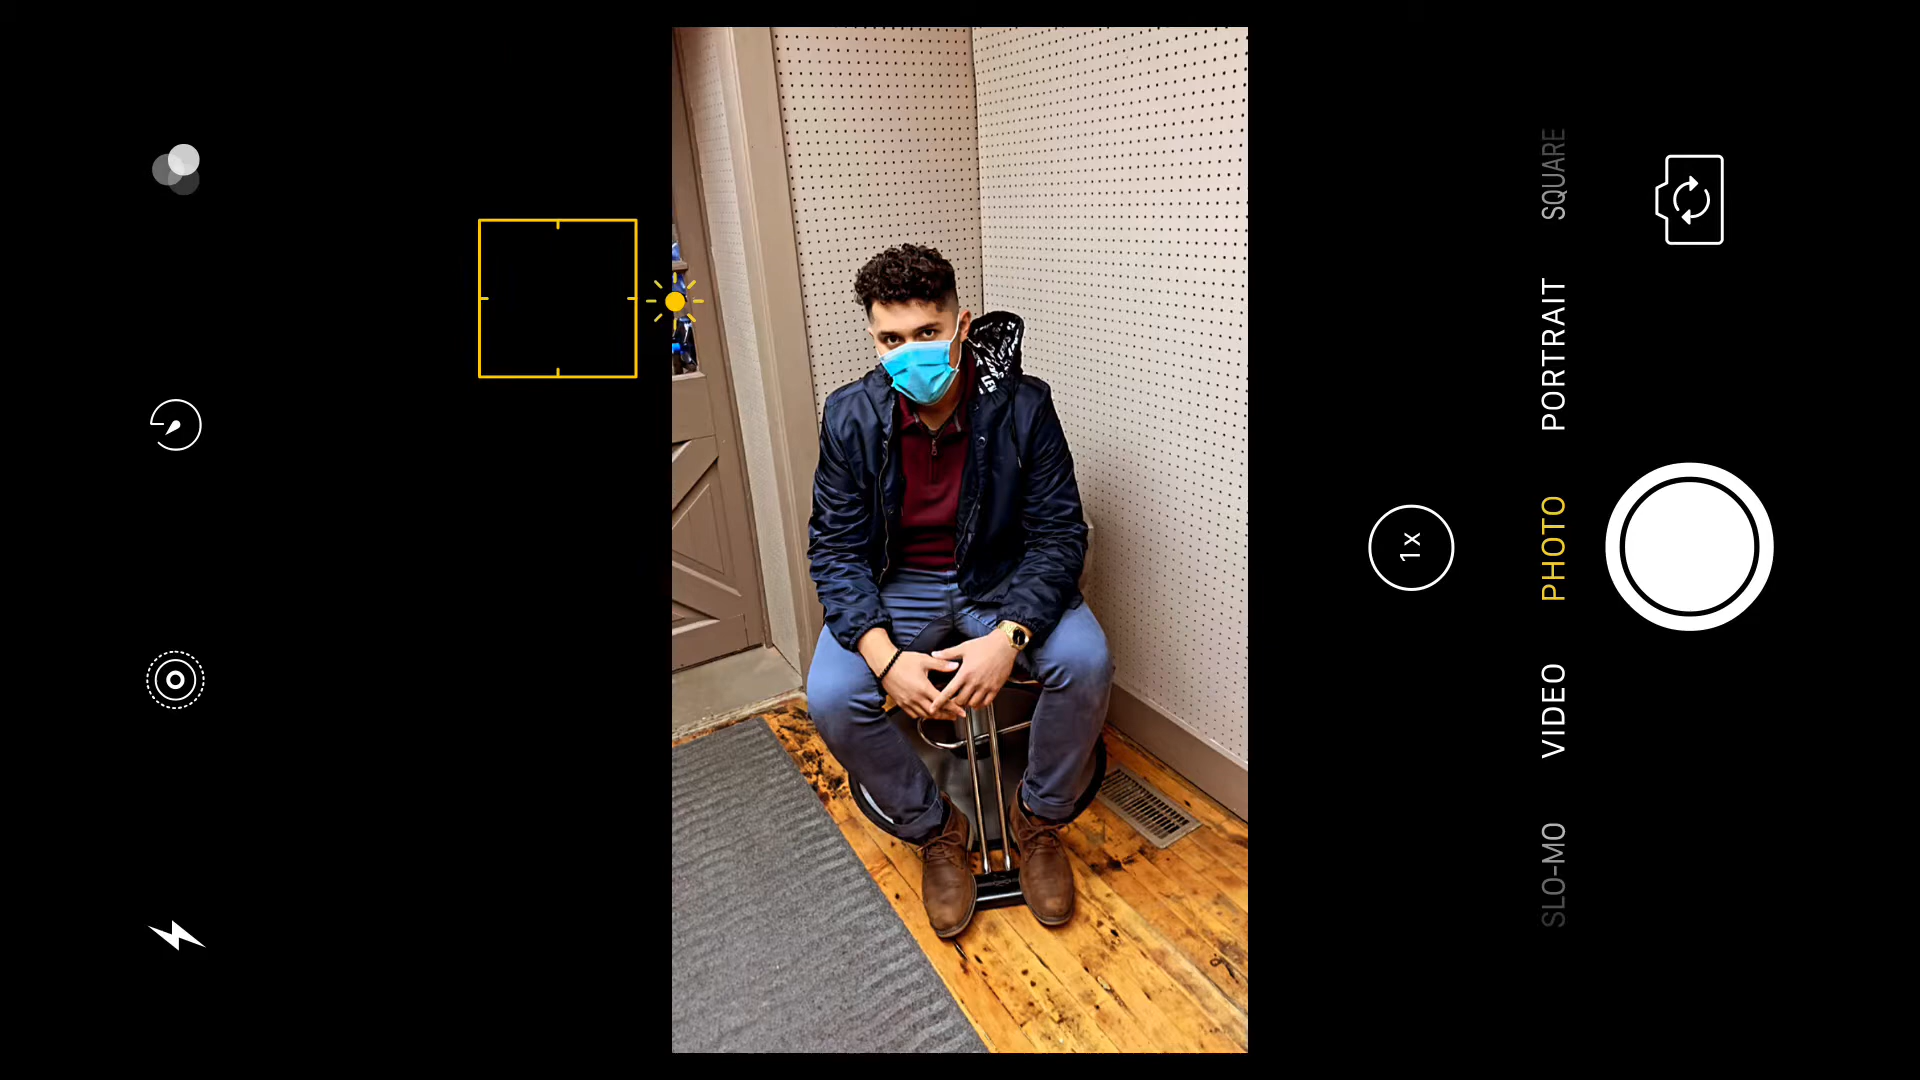 SQUARE
PORTRAIT
PHOTO
VIDEO
SLO-MO
1x